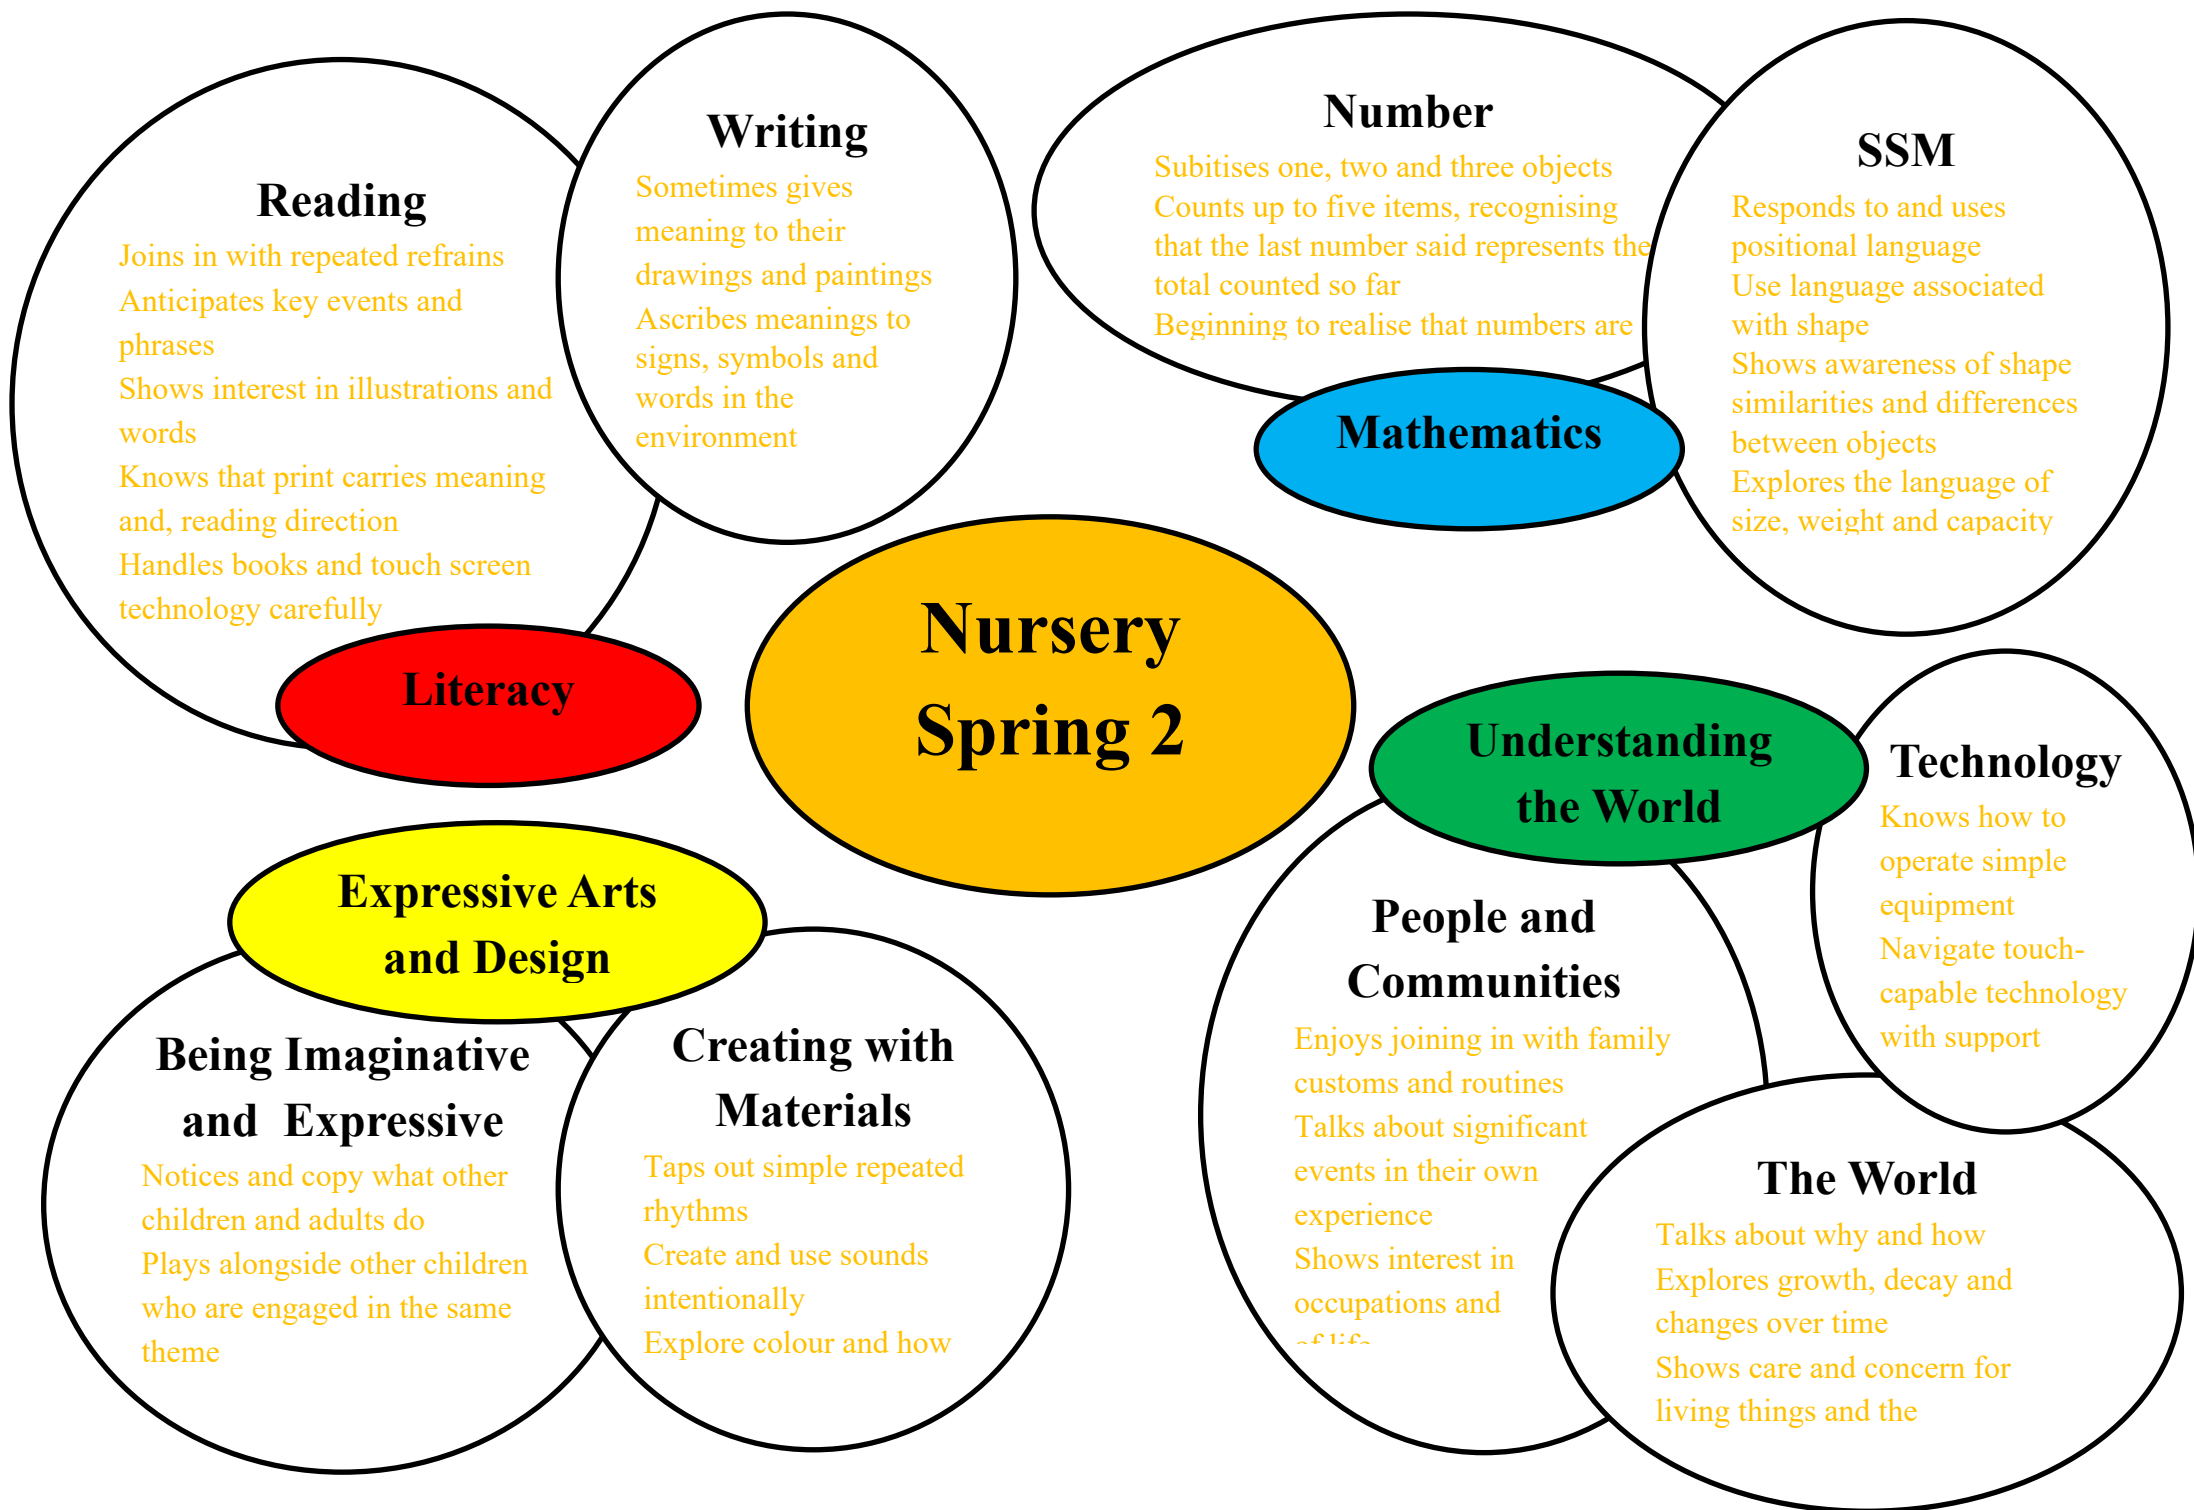 Reading
Joins in with repeated refrains
Anticipates key events and
phrases
Shows interest in illustrations and
words
Knows that print carries meaning
and, reading direction
Handles books and touch screen
technology carefully
Writing
Sometimes gives
meaning to their
drawings and paintings
Ascribes meanings to
signs, symbols and
words in the
environment
Literacy
Number
Subitises one, two and three objects
Counts up to five items, recognising
that the last number said represents the
total counted so far
Beginning to realise that numbers are
SSM
Responds to and uses
positional language
Use language associated
with shape
Shows awareness of shape
similarities and differences
between objects
Explores the language of
size, weight and capacity
Mathematics
Nursery
Spring 2
Understanding
the World
Technology
Knows how to
operate simple
equipment
Navigate touch-
capable technology
with support
People and
Communities
Enjoys joining in with family
customs and routines
Talks about significant
events in their own
experience
Shows interest in
occupations and
of life
The World
Talks about why and how
Explores growth, decay and
changes over time
Shows care and concern for
living things and the
Expressive Arts
and Design
Being Imaginative
and  Expressive
Notices and copy what other
children and adults do
Plays alongside other children
who are engaged in the same
theme
Creating with
Materials
Taps out simple repeated
rhythms
Create and use sounds
intentionally
Explore colour and how